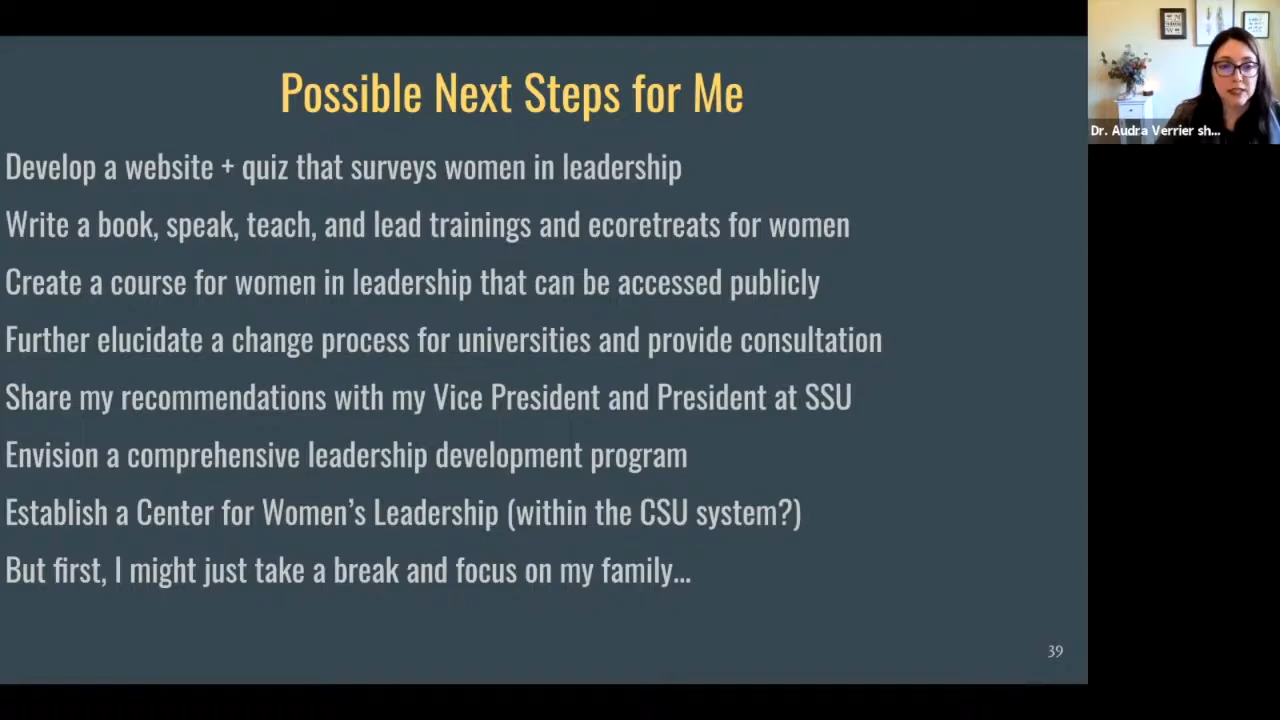 Possible Next Steps for Me
Develop a website + quiz that surveys women in leadership
Write a book, speak, teach, and lead trainings and ecoretreats for women
Create a course for women in leadership that can be accessed publicly
Further elucidate a change process for universities and provide consultation
Share my recommendations with my Vice President and President at SSU
Envision a comprehensive leadership development program
Establish a Center for Women’s Leadership (within the CSU system?)
But first, I might just take a break and focus on my family...
39
Dr. Audra Verrier sh...